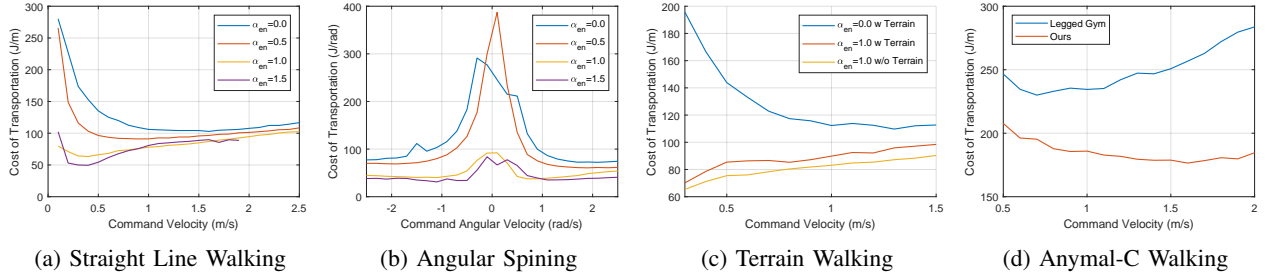 Cost of Transportation (J/m)
300
250
200
150
100
50
0
0
0.5
1
1.5
2
2.5
Command Velocity (m/s)
α_en=0.0
α_en=0.5
α_en=1.0
α_en=1.5
(a) Straight Line Walking
Cost of Transportation (J/rad)
400
300
200
100
0
-2
-1
0
1
2
Command Angular Velocity (rad/s)
α_en=0.0
α_en=0.5
α_en=1.0
α_en=1.5
(b) Angular Spining
Cost of Transportation (J/m)
200
180
160
140
120
100
80
60
0.5
1
1.5
Command Velocity (m/s)
α_en=0.0 w Terrain
α_en=1.0 w Terrain
α_en=1.0 w/o Terrain
(c) Terrain Walking
Cost of Transportation (J/m)
300
250
200
150
0.5
1
1.5
2
Command Velocity (m/s)
Legged Gym
Ours
(d) Anymal-C Walking